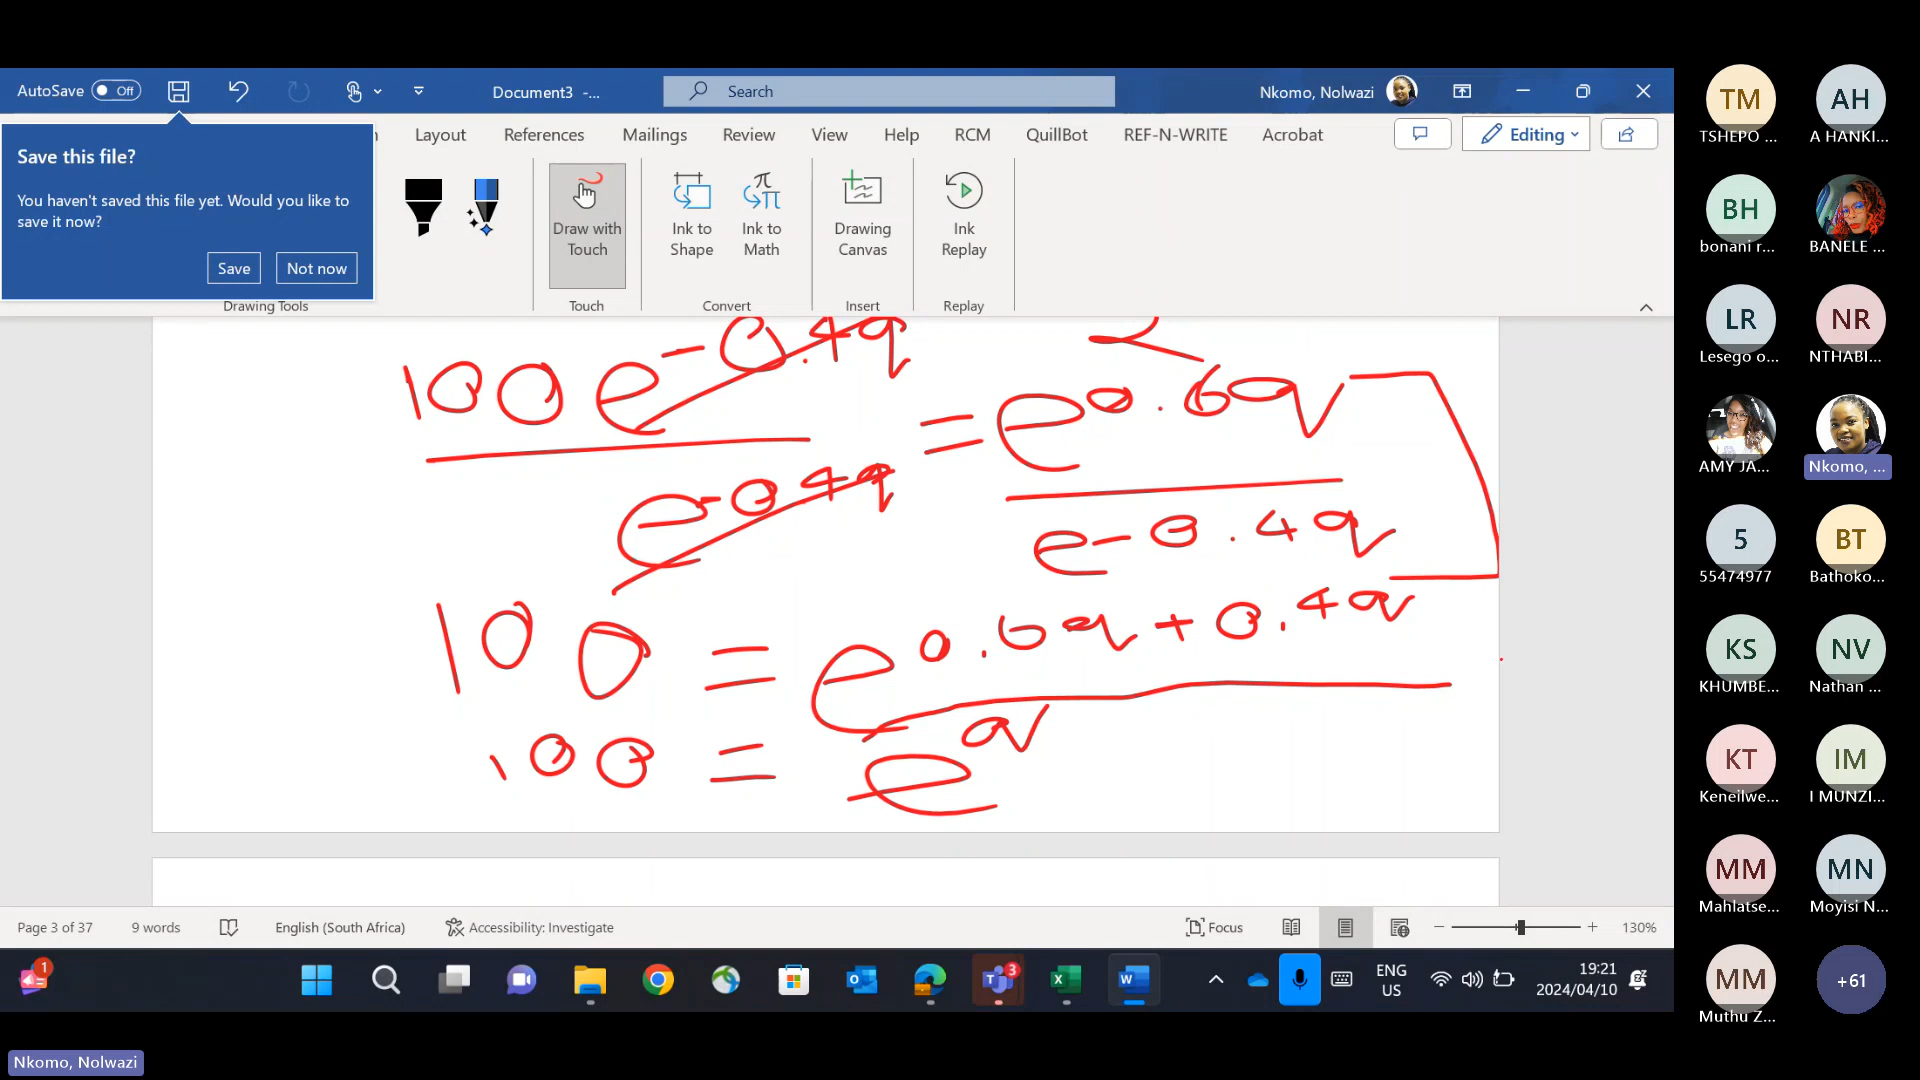 AutoSave Off
Document3 -...
Search
Nkomo, Nolwazi
Save this file?
You haven't saved this file yet. Would you like to
save it now?
Save Not now
Layout References Mailings Review View Help RCM QuillBot REF-N-WRITE Acrobat
Editing
Draw with
Touch
Ink to
Shape
Ink to
Math
Drawing
Canvas
Ink
Replay
Drawing Tools Touch Convert Insert Replay
100e^-0.4q = e^0.6q
e^-0.4q e-0.4q
100 = e^0.6q+0.4q
100 = e^q
Page 3 of 37 9 words English (South Africa) Accessibility: Investigate Focus 130%
1
3
ENG
US
19:21
2024/04/10
TM
TSHEPO ...
AH
A HANKI...
BH
bonani r...
BANELE ...
LR
Lesego o...
NR
NTHABI...
AMY JA...
Nkomo, ...
5
55474977
BT
Bathoko...
KS
KHUMBE...
NV
Nathan ...
KT
Keneilwe...
IM
I MUNZI...
MM
Mahlatse...
MN
Moyisi N...
MM
Muthu Z...
+61
Nkomo, Nolwazi